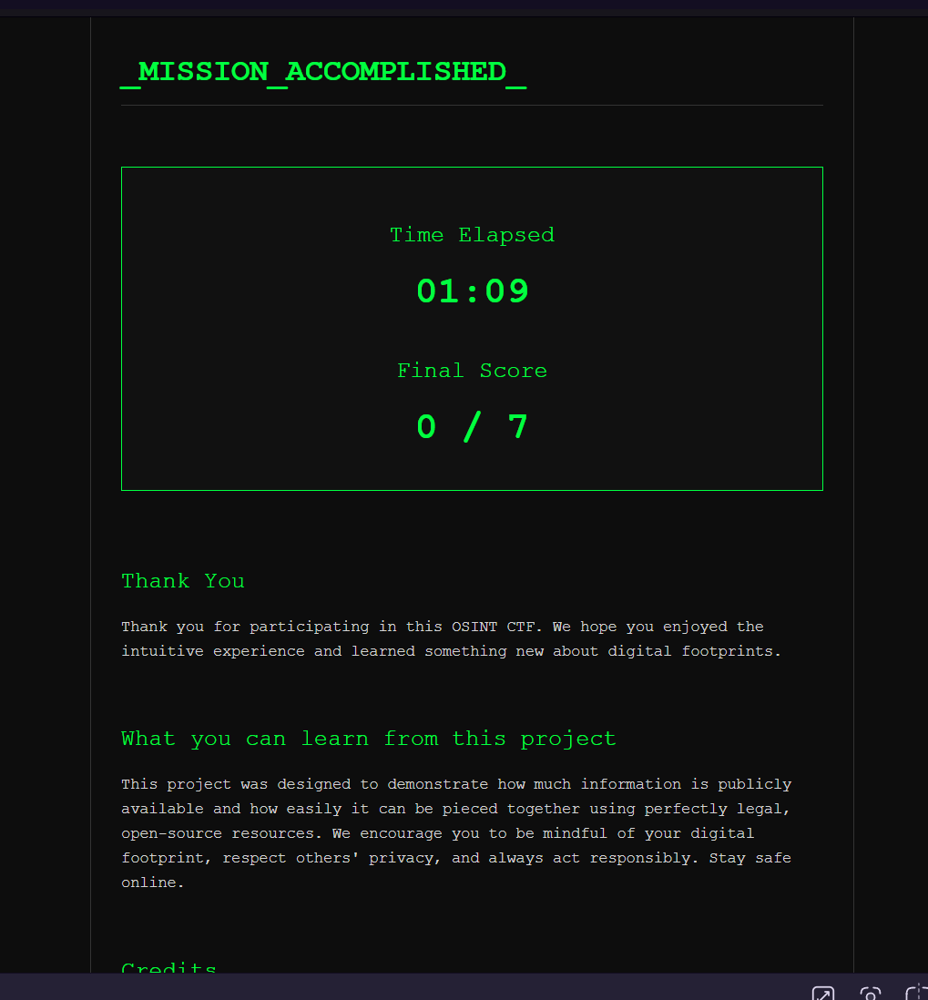 _MISSION_ACCOMPLISHED_
Time Elapsed
01:09
Final Score
0 / 7
Thank You
Thank you for participating in this OSINT CTF. We hope you enjoyed the
intuitive experience and learned something new about digital footprints.
What you can learn from this project
This project was designed to demonstrate how much information is publicly
available and how easily it can be pieced together using perfectly legal,
open-source resources. We encourage you to be mindful of your digital
footprint, respect others' privacy, and always act responsibly. Stay safe
online.
Credits